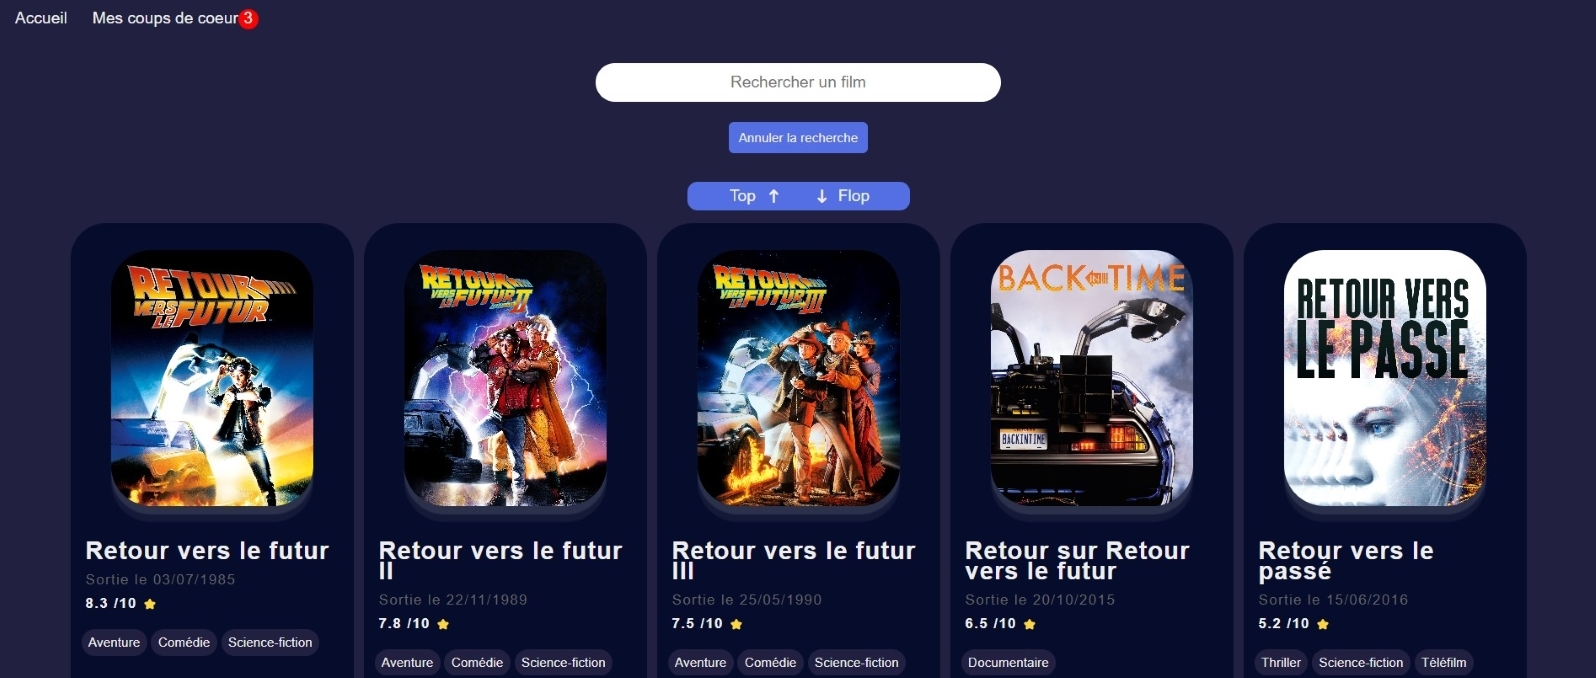 Accueil Mes coups de coeur 3
Rechercher un film
Annuler la recherche
Top ↑ ↓ Flop
RETOUR
VERS
LE FUTUR
RETOUR
VERS
LE FUTUR II
RETOUR
VERS
LE FUTUR III
BACK IN TIME
BACKINTIME
RETOUR VERS
LE PASSÉ
Retour vers le futur
Sortie le 03/07/1985
8.3 /10
Aventure Comédie Science-fiction
Retour vers le futur
II
Sortie le 22/11/1989
7.8 /10
Aventure Comédie Science-fiction
Retour vers le futur
III
Sortie le 25/05/1990
7.5 /10
Aventure Comédie Science-fiction
Retour sur Retour
vers le futur
Sortie le 20/10/2015
6.5 /10
Documentaire
Retour vers le
passé
Sortie le 15/06/2016
5.2 /10
Thriller Science-fiction Téléfilm